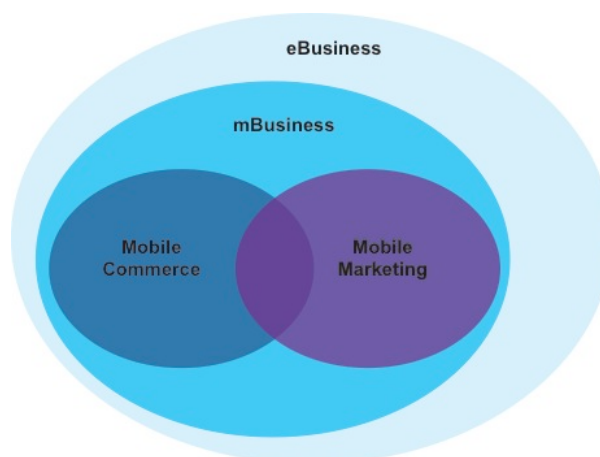 eBusiness
mBusiness
Mobile
Commerce
Mobile
Marketing